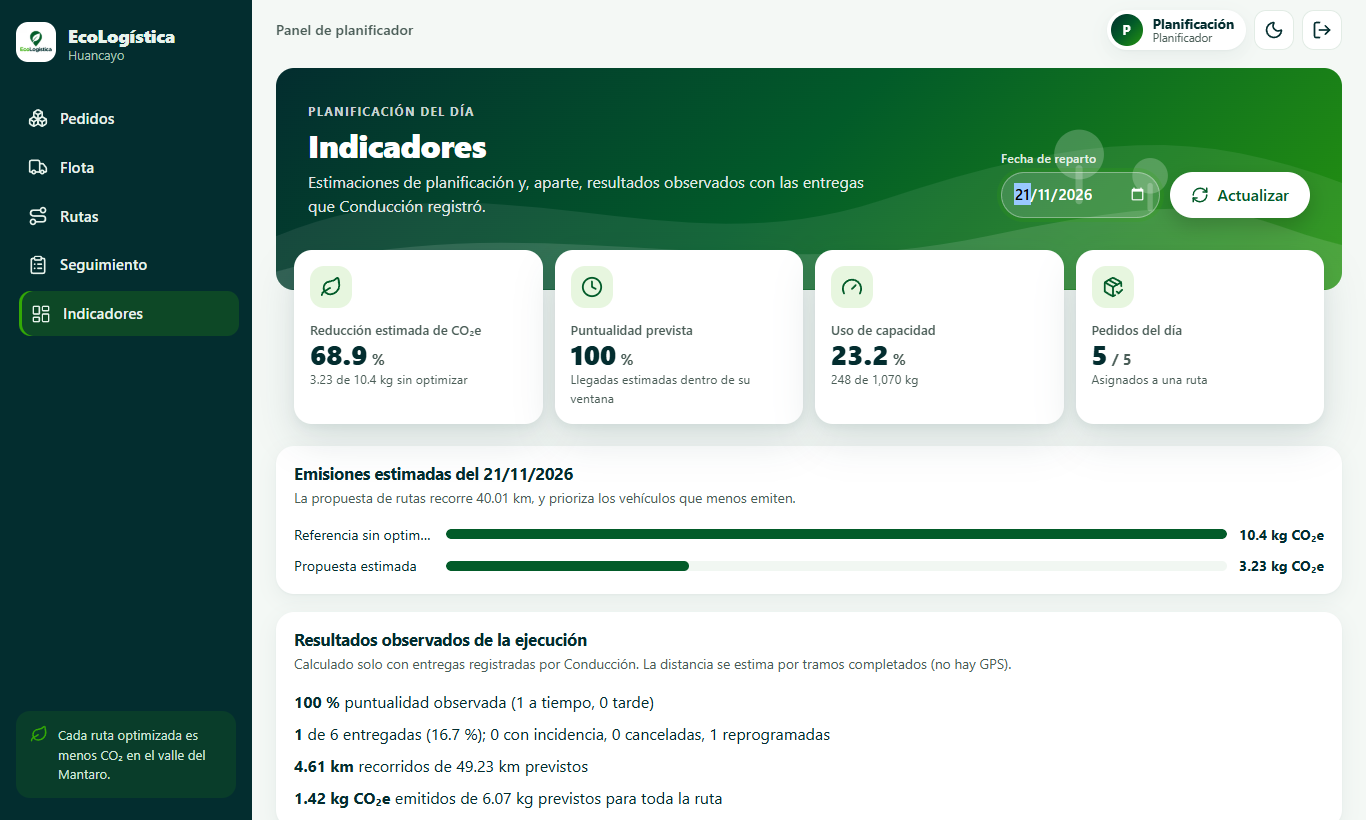 EcoLogística
Huancayo
Pedidos
Flota
Rutas
Seguimiento
Indicadores
Cada ruta optimizada es
menos CO₂ en el valle del
Mantaro.
Panel de planificador
P
Planificación
Planificador
PLANIFICACIÓN DEL DÍA
Indicadores
Estimaciones de planificación y, aparte, resultados observados con las entregas
que Conducción registró.
Fecha de reparto
21/11/2026
Actualizar
Reducción estimada de CO₂e
68.9 %
3.23 de 10.4 kg sin optimizar
Puntualidad prevista
100 %
Llegadas estimadas dentro de su
ventana
Uso de capacidad
23.2 %
248 de 1,070 kg
Pedidos del día
5 / 5
Asignados a una ruta
Emisiones estimadas del 21/11/2026
La propuesta de rutas recorre 40.01 km, y prioriza los vehículos que menos emiten.
Referencia sin optim... 10.4 kg CO₂e
Propuesta estimada 3.23 kg CO₂e
Resultados observados de la ejecución
Calculado solo con entregas registradas por Conducción. La distancia se estima por tramos completados (no hay GPS).
100 % puntualidad observada (1 a tiempo, 0 tarde)
1 de 6 entregadas (16.7 %); 0 con incidencia, 0 canceladas, 1 reprogramadas
4.61 km recorridos de 49.23 km previstos
1.42 kg CO₂e emitidos de 6.07 kg previstos para toda la ruta